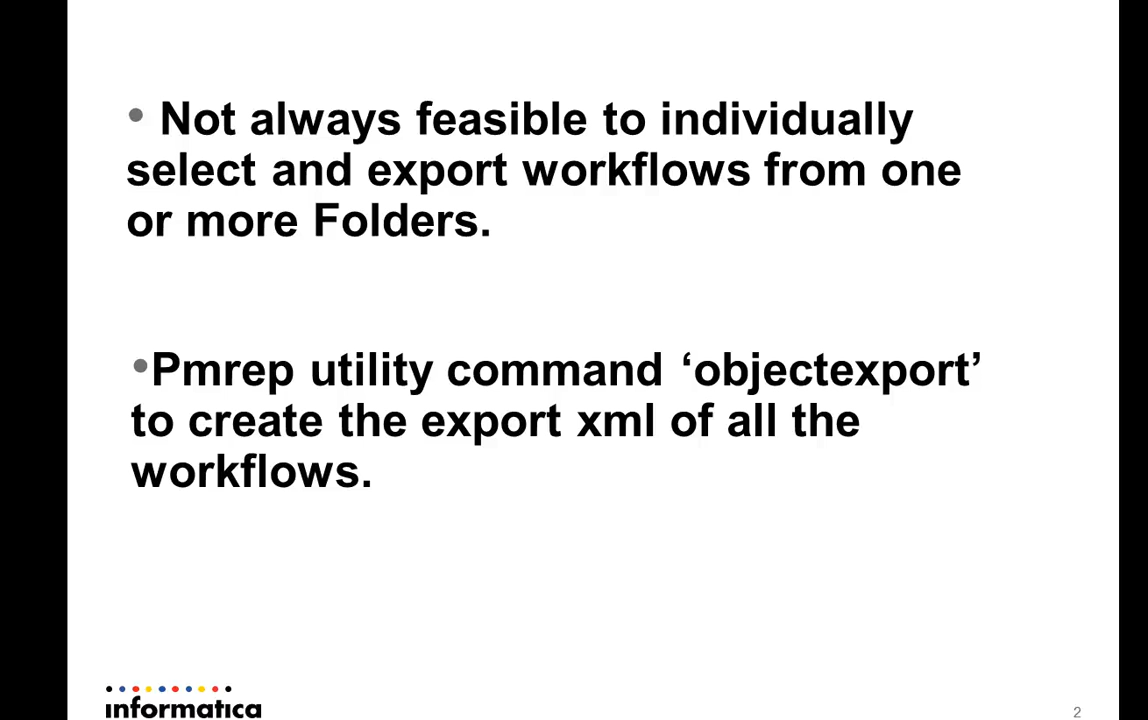 • Not always feasible to individually
select and export workflows from one
or more Folders.
•Pmrep utility command ‘objectexport’
to create the export xml of all the
workflows.
informatica
2